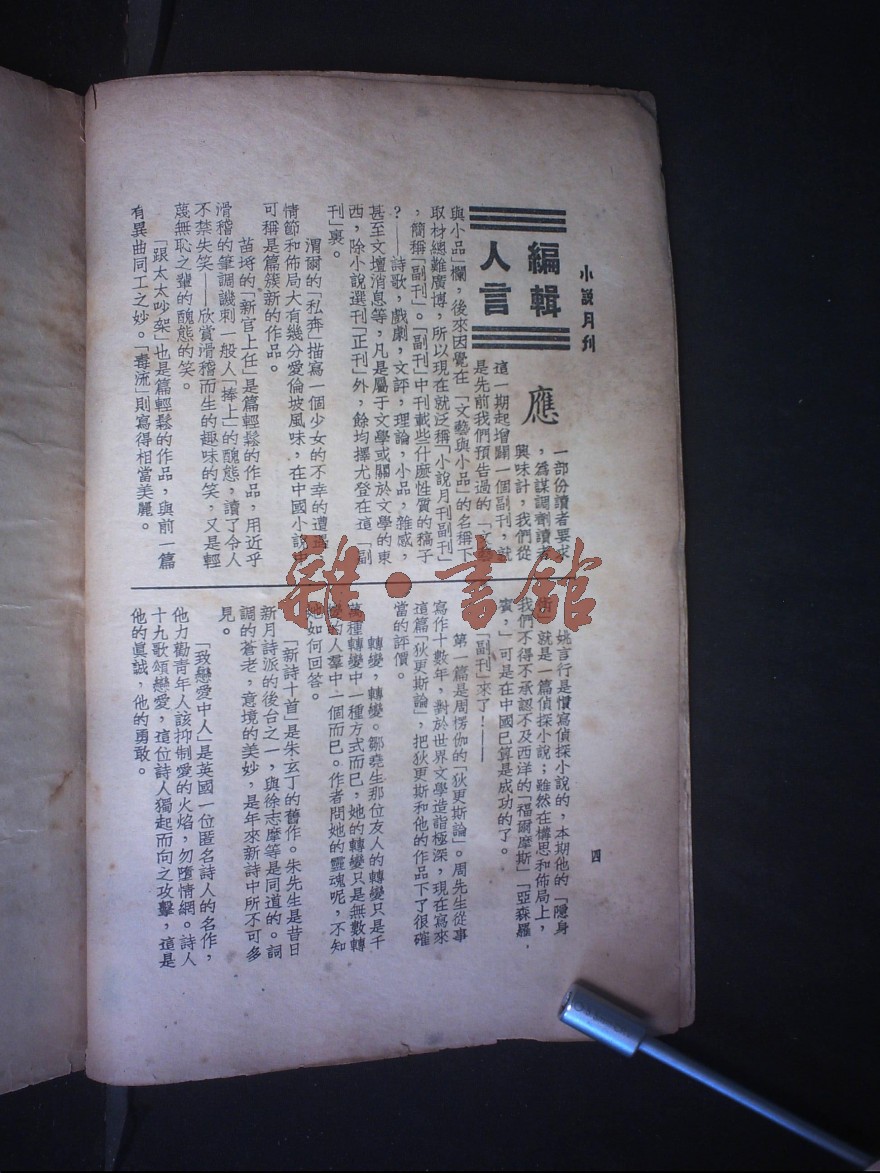 小說月刊
編輯
人言
應
一部份讀者要求
，為謀調劑讀者
興味計，我們從
這一期起增闢一個副刊，就
是先前我們預告過的「文藝
與小品」欄，後來因覺在「文藝與小品」的名稱下
取材總難廣博，所以現在就泛稱「小說月刊副刊」
，簡稱「副刊」。「副刊」中刊載些什麼性質的稿子
？——詩歌，戲劇，文評，理論，小品，雜感，
甚至文壇消息等，凡是屬于文學或關於文學的東
西，除小說選刊「正刊」外，餘均擇尤登在這「副
刊」裏。
渭爾的「私奔」描寫一個少女的不幸的遭遇
情節和佈局大有幾分愛倫坡風味，在中國小說中
可稱是篇簇新的作品。
苗埓的「新官上任」是篇輕鬆的作品，用近乎
滑稽的筆調譏刺一般人「捧上」的醜態，讀了令人
不禁失笑——欣賞滑稽而生的趣味的笑，又是輕
蔑無恥之輩的醜態的笑。
「跟太太吵架」也是篇輕鬆的作品，與前一篇
有異曲同工之妙。「毒流」則寫得相當美麗。
姚言行是慣寫偵探小說的，本期他的「隱身
術」就是一篇偵探小說；雖然在構思和佈局上，
我們不得不承認不及西洋的「福爾摩斯」「亞森羅
賓，」可是在中國已算是成功的了。
「副刊」來了！——
第一篇是周楞伽的「狄更斯論」。周先生從事
寫作十數年，對於世界文學造詣極深，現在寫來
這篇「狄更斯論」，把狄更斯和他的作品下了很確
當的評價。
轉變，轉變。鄒曉生那位友人的轉變只是千
萬種轉變中一種方式而已，她的轉變只是無數轉
變的人羣中一個而已。作者問她的靈魂呢，不知
她如何回答。
「新詩十首」是朱玄丁的舊作。朱先生是昔日
新月詩派的後台之一，與徐志摩等是同道的。詞
調的蒼老，意境的美妙，是年來新詩中所不可多
見。
「致戀愛中人」是英國一位匿名詩人的名作，
他力勸青年人該抑制愛的火焰，勿墮情網。詩人
十九歌頌戀愛，這位詩人獨起而向之攻擊，這是
他的眞誠，他的勇敢。
四
雜·書館